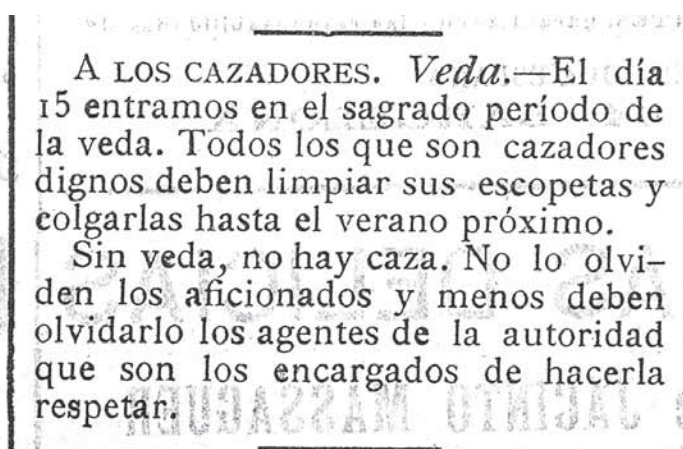 A LOS CAZADORES. Veda.—El día
15 entramos en el sagrado período de
la veda. Todos los que son cazadores
dignos deben limpiar sus escopetas y
colgarlas hasta el verano próximo.
Sin veda, no hay caza. No lo olvi-
den los aficionados y menos deben
olvidarlo los agentes de la autoridad
que son los encargados de hacerla
respetar.